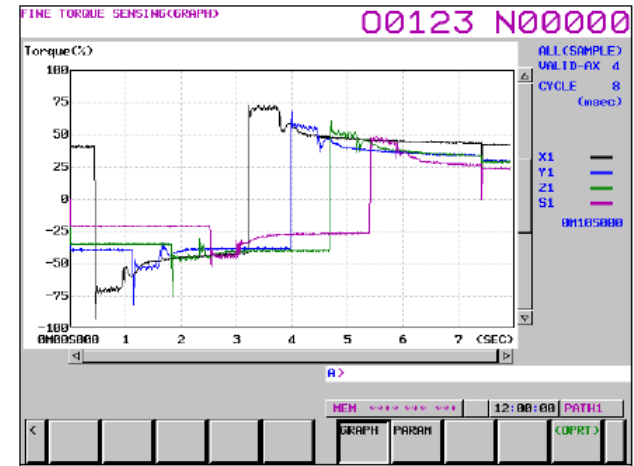 FINE TORQUE SENSING(GRAPH)
O0123 N00000
Torque(%)
ALL(SAMPLE)
VALID-AX 4
CYCLE 8
(msec)
100
75
50
25
0
-25
-50
-75
-100
X1
Y1
Z1
S1
0M10S000
0M00S000 1 2 3 4 5 6 7 (SEC)
A>
MEM **** *** *** 12:00:00 PATH1
< GRAPH PARAM (OPRT)